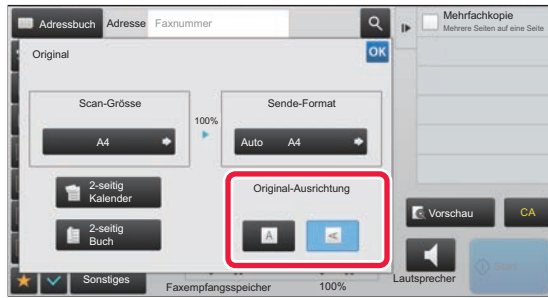 Adressbuch
Adresse
Faxnummer
Mehrfachkopie
Mehrere Seiten auf eine Seite
Original
OK
Scan-Grösse
100%
Sende-Format
A4
Auto A4
2-seitig
Kalender
Original-Ausrichtung
A
A
2-seitig
Buch
Vorschau
CA
Sonstiges
Lautsprecher
Start
Faxempfangsspeicher
100%